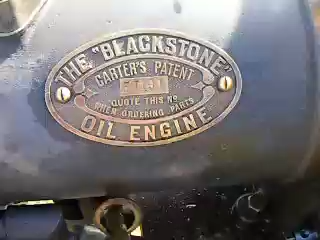 THE "BLACKSTONE"
CARTER'S PATENT
QUOTE THIS No
WHEN ORDERING PARTS
OIL ENGINE